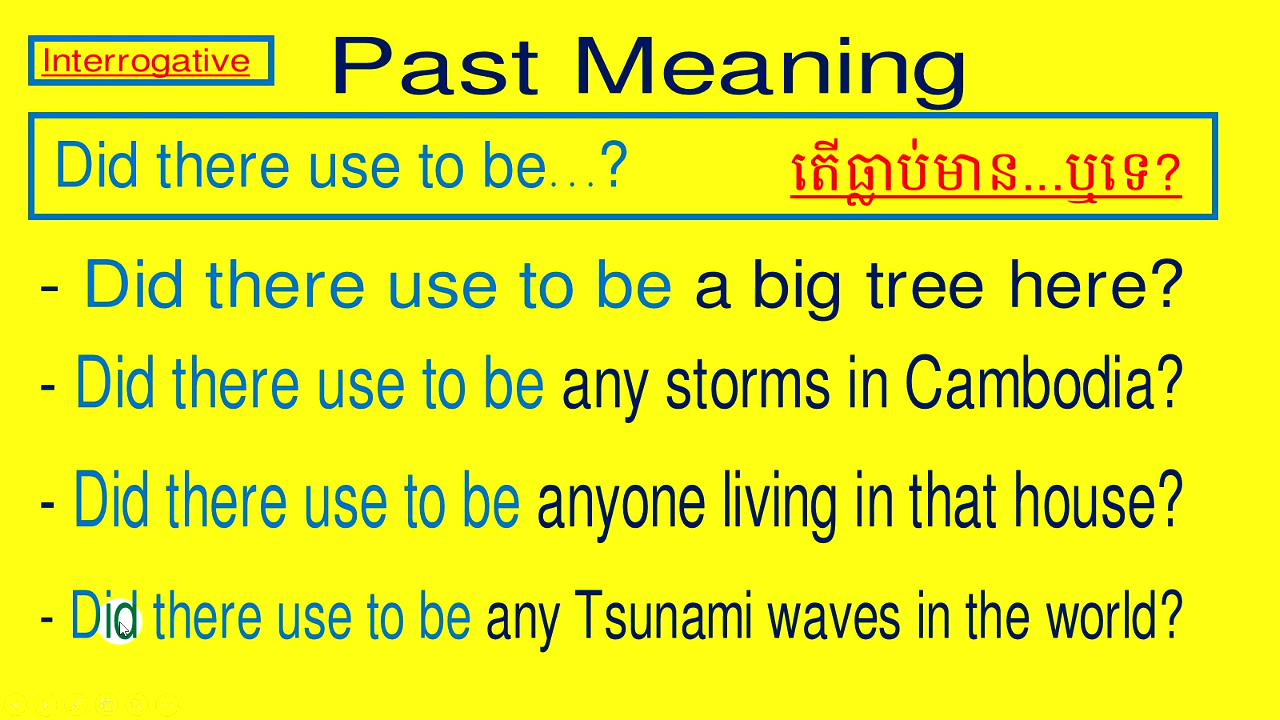 Interrogative
Past Meaning
Did there use to be...?
តើធ្លាប់មាន...ឬទេ?
- Did there use to be a big tree here?
- Did there use to be any storms in Cambodia?
- Did there use to be anyone living in that house?
- Did there use to be any Tsunami waves in the world?